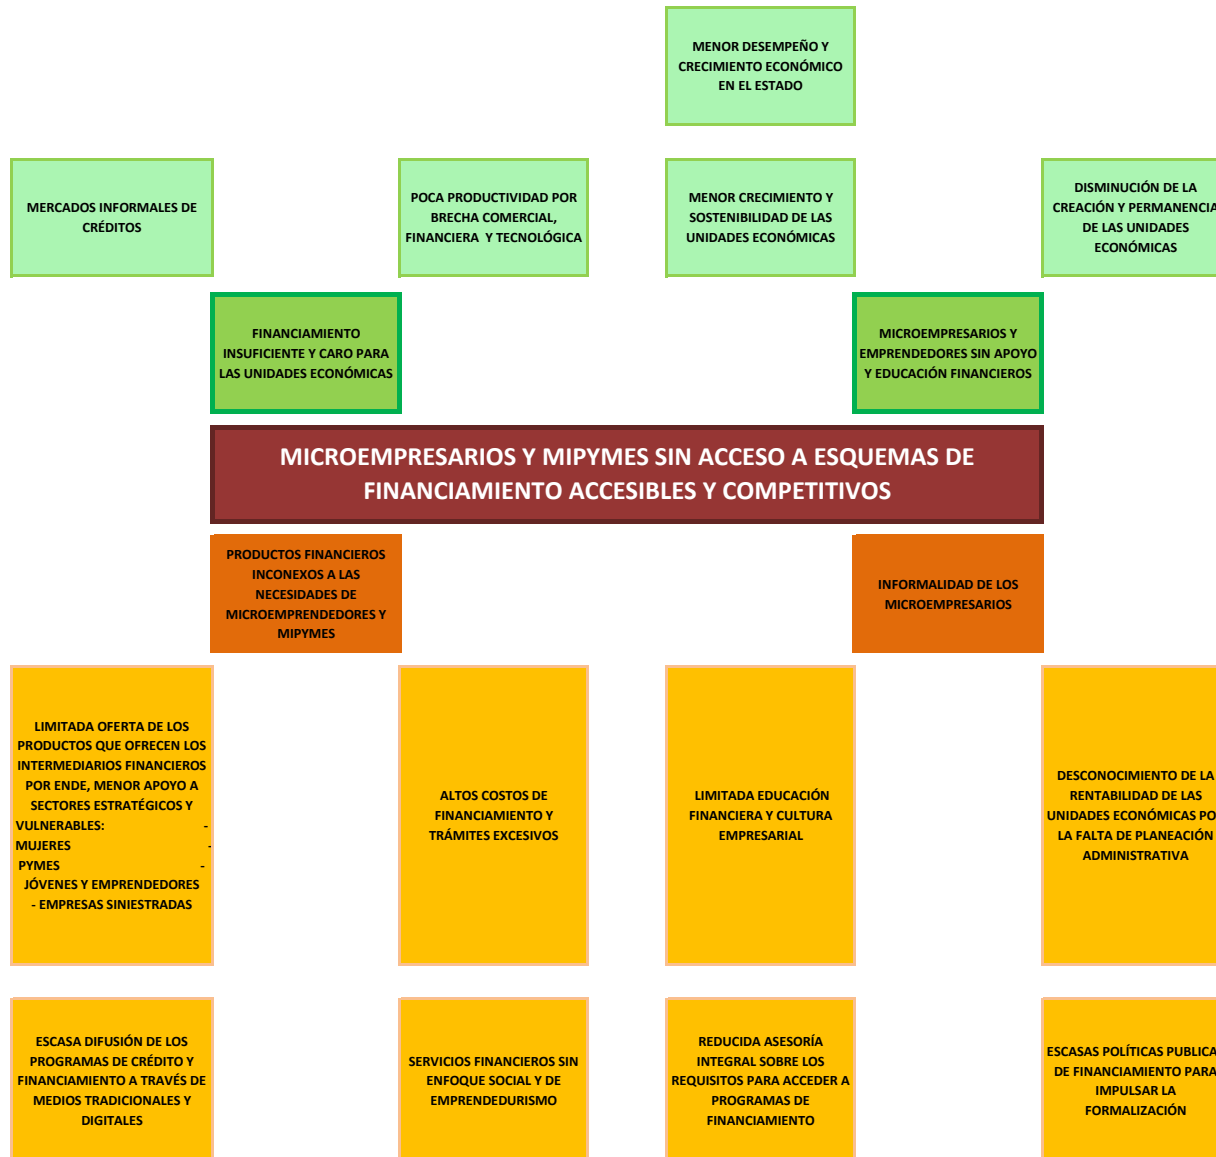 MENOR DESEMPEÑO Y
CRECIMIENTO ECONÓMICO
EN EL ESTADO
MERCADOS INFORMALES DE
CRÉDITOS
POCA PRODUCTIVIDAD POR
BRECHA COMERCIAL,
FINANCIERA Y TECNOLÓGICA
MENOR CRECIMIENTO Y
SOSTENIBILIDAD DE LAS
UNIDADES ECONÓMICAS
DISMINUCIÓN DE LA
CREACIÓN Y PERMANENCIA
DE LAS UNIDADES
ECONÓMICAS
FINANCIAMIENTO
INSUFICIENTE Y CARO PARA
LAS UNIDADES ECONÓMICAS
MICROEMPRESARIOS Y
EMPRENDEDORES SIN APOYO
Y EDUCACIÓN FINANCIEROS
MICROEMPRESARIOS Y MIPYMES SIN ACCESO A ESQUEMAS DE
FINANCIAMIENTO ACCESIBLES Y COMPETITIVOS
PRODUCTOS FINANCIEROS
INCONEXOS A LAS
NECESIDADES DE
MICROEMPRENDEDORES Y
MIPYMES
INFORMALIDAD DE LOS
MICROEMPRESARIOS
LIMITADA OFERTA DE LOS
PRODUCTOS QUE OFRECEN LOS
INTERMEDIARIOS FINANCIEROS
POR ENDE, MENOR APOYO A
SECTORES ESTRATÉGICOS Y
VULNERABLES: -
MUJERES -
PYMES -
JÓVENES Y EMPRENDEDORES
- EMPRESAS SINIESTRADAS
ALTOS COSTOS DE
FINANCIAMIENTO Y
TRÁMITES EXCESIVOS
LIMITADA EDUCACIÓN
FINANCIERA Y CULTURA
EMPRESARIAL
DESCONOCIMIENTO DE LA
RENTABILIDAD DE LAS
UNIDADES ECONÓMICAS PO
LA FALTA DE PLANEACIÓN
ADMINISTRATIVA
ESCASA DIFUSIÓN DE LOS
PROGRAMAS DE CRÉDITO Y
FINANCIAMIENTO A TRAVÉS DE
MEDIOS TRADICIONALES Y
DIGITALES
SERVICIOS FINANCIEROS SIN
ENFOQUE SOCIAL Y DE
EMPRENDEDURISMO
REDUCIDA ASESORÍA
INTEGRAL SOBRE LOS
REQUISITOS PARA ACCEDER A
PROGRAMAS DE
FINANCIAMIENTO
ESCASAS POLÍTICAS PUBLICA
DE FINANCIAMIENTO PARA
IMPULSAR LA
FORMALIZACIÓN